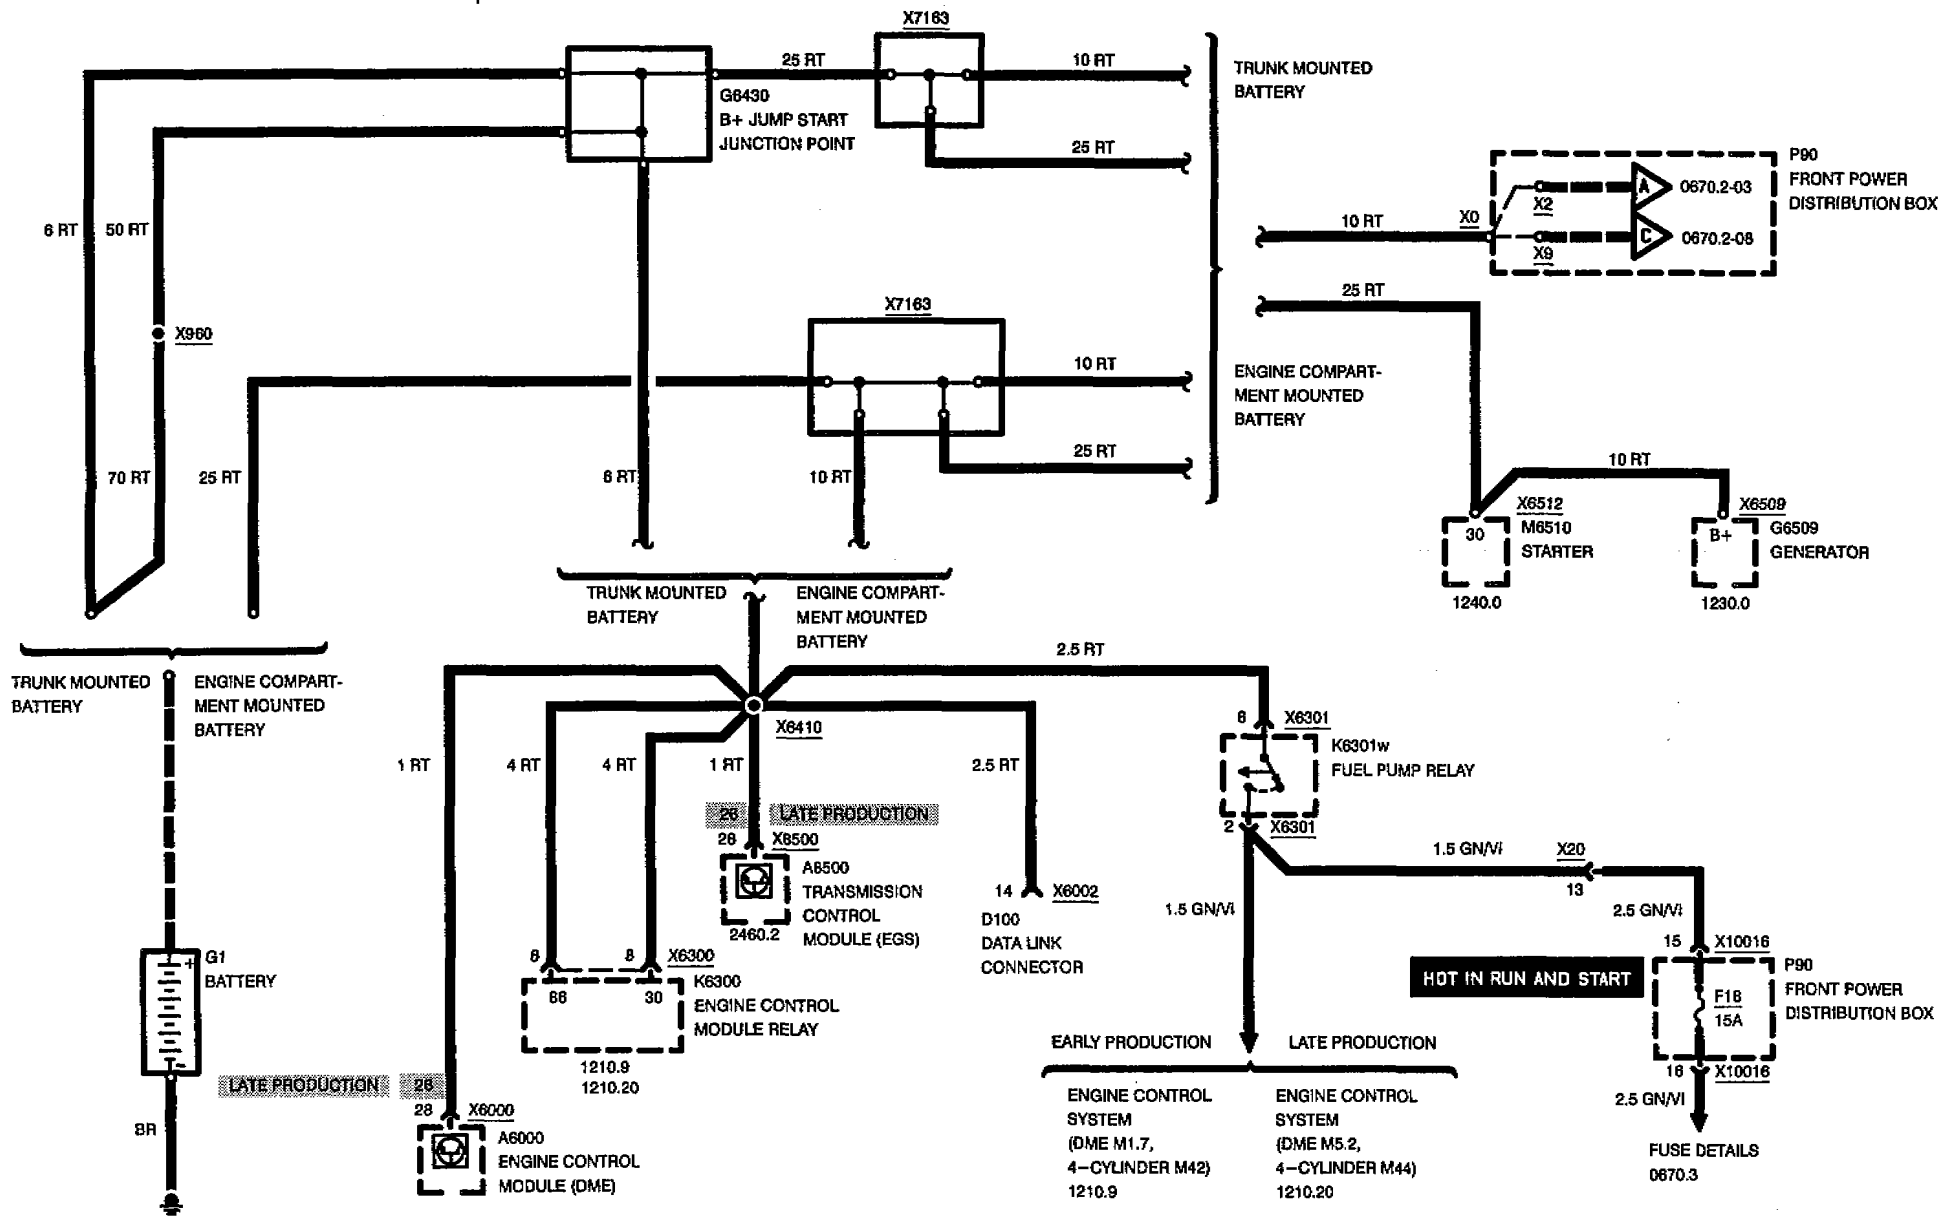 X7163
25 RT
10 RT
TRUNK MOUNTED
BATTERY
G6430
B+ JUMP START
JUNCTION POINT
25 RT
P90
FRONT POWER
DISTRIBUTION BOX
A
0670.2-03
X2
X0
10 RT
C
0670.2-08
X9
6 RT
50 RT
25 RT
X7163
X960
10 RT
ENGINE COMPART-
MENT MOUNTED
BATTERY
25 RT
10 RT
70 RT
25 RT
6 RT
10 RT
X6512
30
M6510
STARTER
1240.0
X6509
B+
G6509
GENERATOR
1230.0
TRUNK MOUNTED
BATTERY
ENGINE COMPART-
MENT MOUNTED
BATTERY
2.5 RT
TRUNK MOUNTED
BATTERY
ENGINE COMPART-
MENT MOUNTED
BATTERY
X6410
6
X6301
K6301w
FUEL PUMP RELAY
1 RT
4 RT
4 RT
1 RT
2.5 RT
26
LATE PRODUCTION
28
X8500
2
X6301
A8500
TRANSMISSION
CONTROL
MODULE (EGS)
2460.2
14
X6002
D100
DATA LINK
CONNECTOR
1.5 GN/VI
X20
13
1.5 GN/VI
2.5 GN/VI
15
X10016
HOT IN RUN AND START
P90
FRONT POWER
DISTRIBUTION BOX
F18
15A
16
X10016
2.5 GN/VI
FUSE DETAILS
0670.3
G1
BATTERY
+
-
8
8
X6300
86
30
K6300
ENGINE CONTROL
MODULE RELAY
1210.9
1210.20
EARLY PRODUCTION
LATE PRODUCTION
ENGINE CONTROL
SYSTEM
(DME M1.7,
4-CYLINDER M42)
1210.9
ENGINE CONTROL
SYSTEM
(DME M5.2,
4-CYLINDER M44)
1210.20
LATE PRODUCTION
26
28
X6000
BR
A6000
ENGINE CONTROL
MODULE (DME)